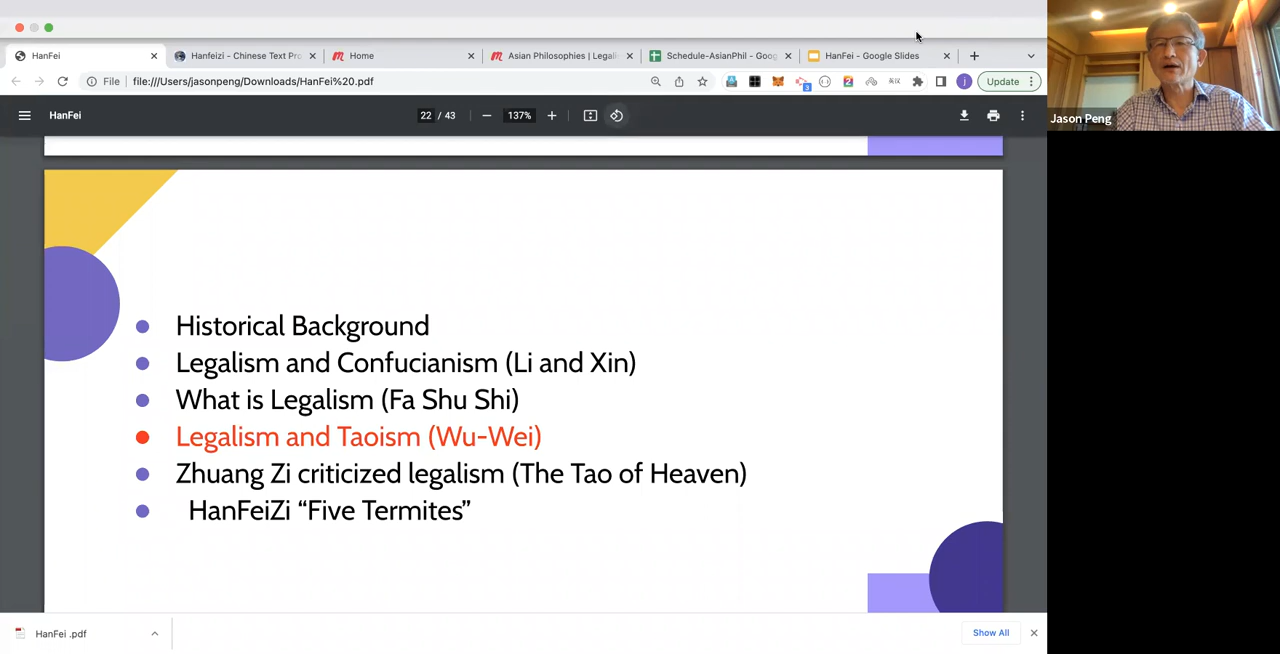 HanFei
Hanfeizi - Chinese Text Pro
Home
Asian Philosophies | Legali
Schedule-AsianPhil - Goog
HanFei - Google Slides
File
file:///Users/jasonpeng/Downloads/HanFei%20.pdf
3
j
Update
HanFei
22 / 43
137%
Jason Peng
Historical Background
Legalism and Confucianism (Li and Xin)
What is Legalism (Fa Shu Shi)
Legalism and Taoism (Wu-Wei)
Zhuang Zi criticized legalism (The Tao of Heaven)
HanFeiZi “Five Termites”
HanFei .pdf
Show All